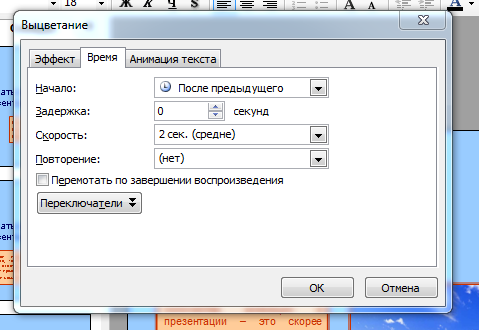 18 Ж К Ч S
Выцветание
Эффект Время Анимация текста
Начало: После предыдущего
Задержка: 0 секунд
Скорость: 2 сек. (средне)
Повторение: (нет)
Перемотать по завершении воспроизведения
Переключатели
ОК Отмена
презентации — это скорее